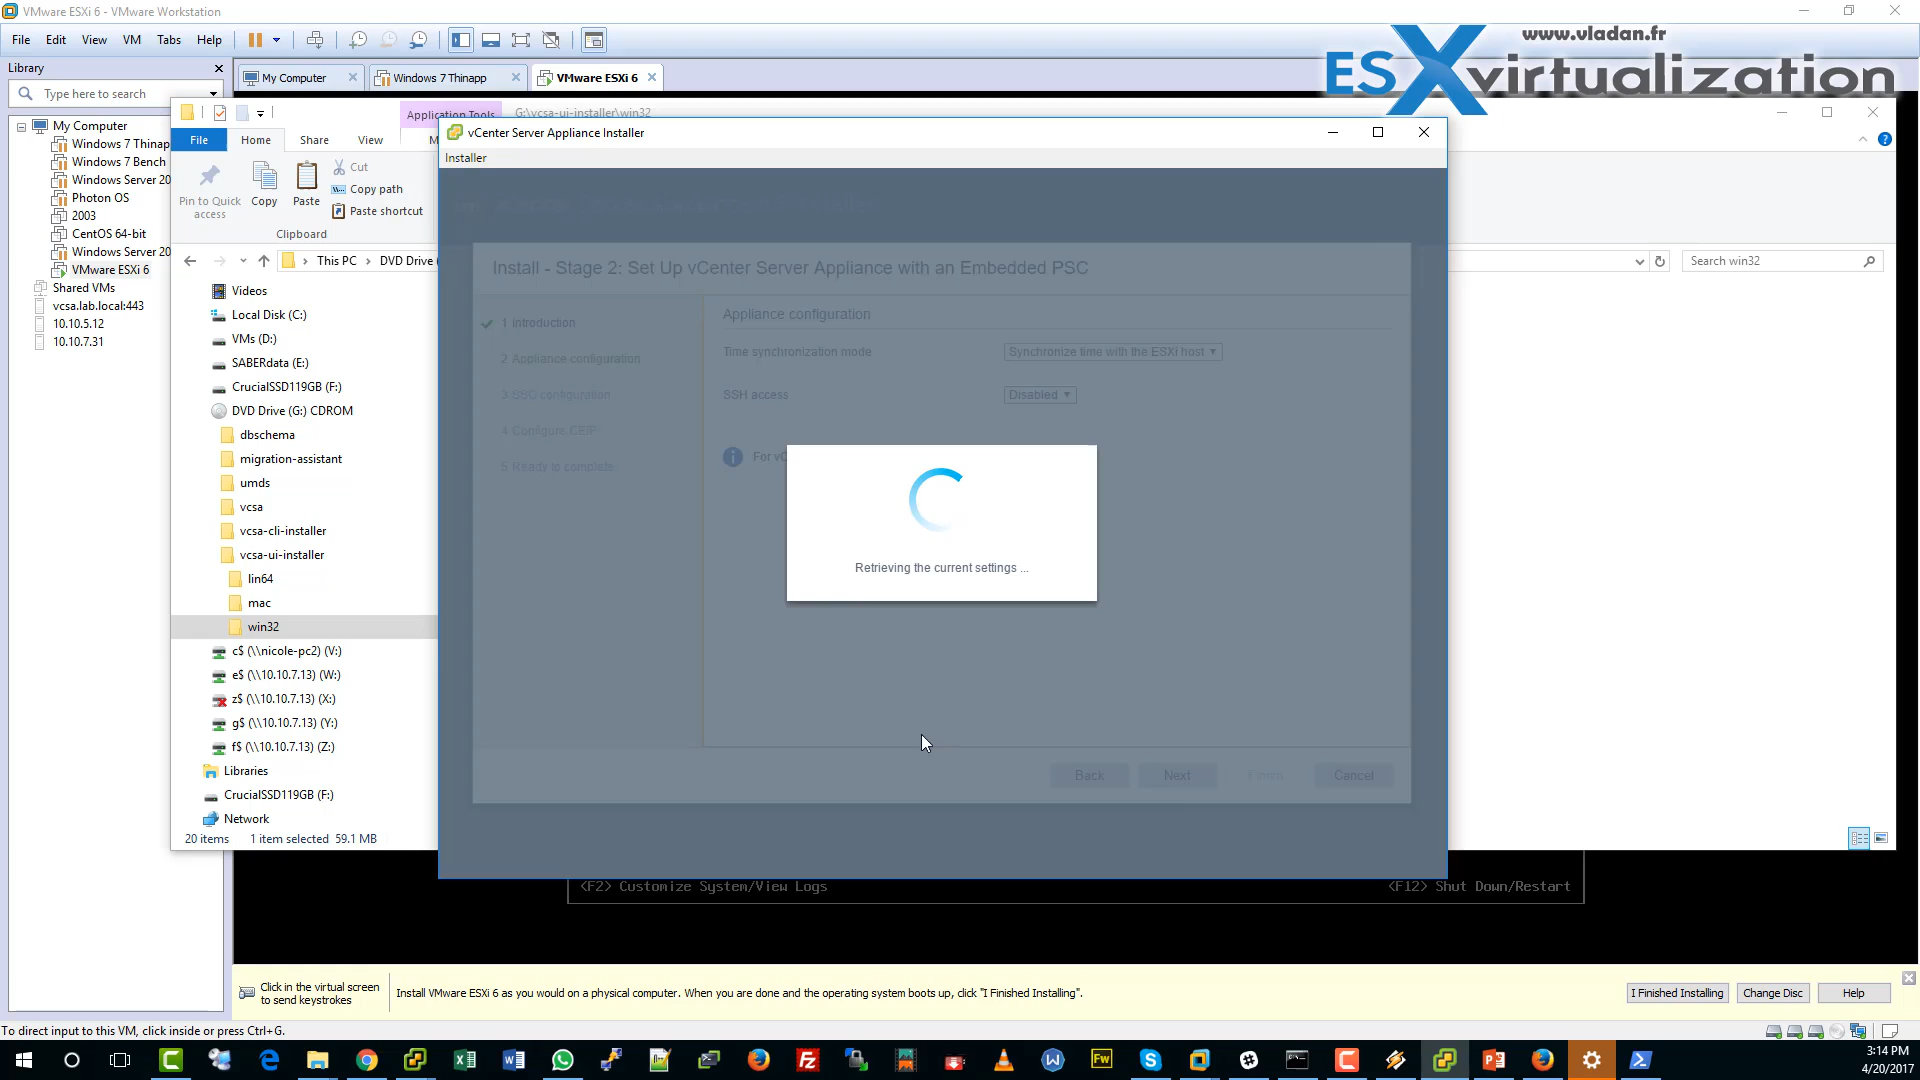 VMware ESXi 6 - VMware Workstation
File Edit View VM Tabs Help
www.vladan.fr
ESXvirtualization
Library
My Computer
Windows 7 Thinapp
VMware ESXi 6
Type here to search
Application Tools
G:\vcsa-ui-installer\win32
My Computer
Windows 7 Thinap
Windows 7 Bench
Windows Server 20
Photon OS
2003
CentOS 64-bit
Windows Server 20
VMware ESXi 6
Shared VMs
vcsa.lab.local:443
10.10.5.12
10.10.7.31
File Home Share View M
Pin to Quick access
Copy
Paste
Cut
Copy path
Paste shortcut
Clipboard
This PC
DVD Drive (
Search win32
Videos
Local Disk (C:)
VMs (D:)
SABERdata (E:)
CrucialSSD119GB (F:)
DVD Drive (G:) CDROM
dbschema
migration-assistant
umds
vcsa
vcsa-cli-installer
vcsa-ui-installer
lin64
mac
win32
c$ (\\nicole-pc2) (V:)
e$ (\\10.10.7.13) (W:)
z$ (\\10.10.7.13) (X:)
g$ (\\10.10.7.13) (Y:)
f$ (\\10.10.7.13) (Z:)
Libraries
CrucialSSD119GB (F:)
Network
20 items 1 item selected 59.1 MB
vCenter Server Appliance Installer
Installer
Install - Stage 2: Set Up vCenter Server Appliance with an Embedded PSC
1 Introduction
2 Appliance configuration
3 SSO configuration
4 Configure CEIP
5 Ready to complete
Appliance configuration
Time synchronization mode
Synchronize time with the ESXi host
SSH access
Disabled
For vC
Retrieving the current settings ...
Back
Next
Finish
Cancel
<F2> Customize System/View Logs
<F12> Shut Down/Restart
Click in the virtual screen
to send keystrokes
Install VMware ESXi 6 as you would on a physical computer. When you are done and the operating system boots up, click "I Finished Installing".
I Finished Installing
Change Disc
Help
To direct input to this VM, click inside or press Ctrl+G.
3:14 PM
4/20/2017